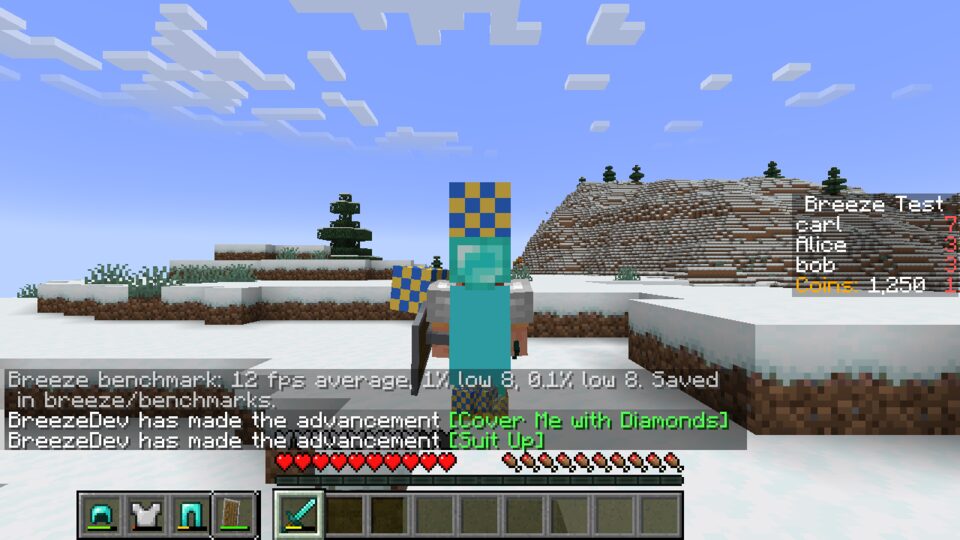 Breeze Test
carl 7
Alice 3
bob 3
Coins: 1,250 1
Breeze benchmark: 12 fps average, 1% low 8, 0.1% low 8. Saved
in breeze/benchmarks.
BreezeDev has made the advancement [Cover Me with Diamonds]
BreezeDev has made the advancement [Suit Up]